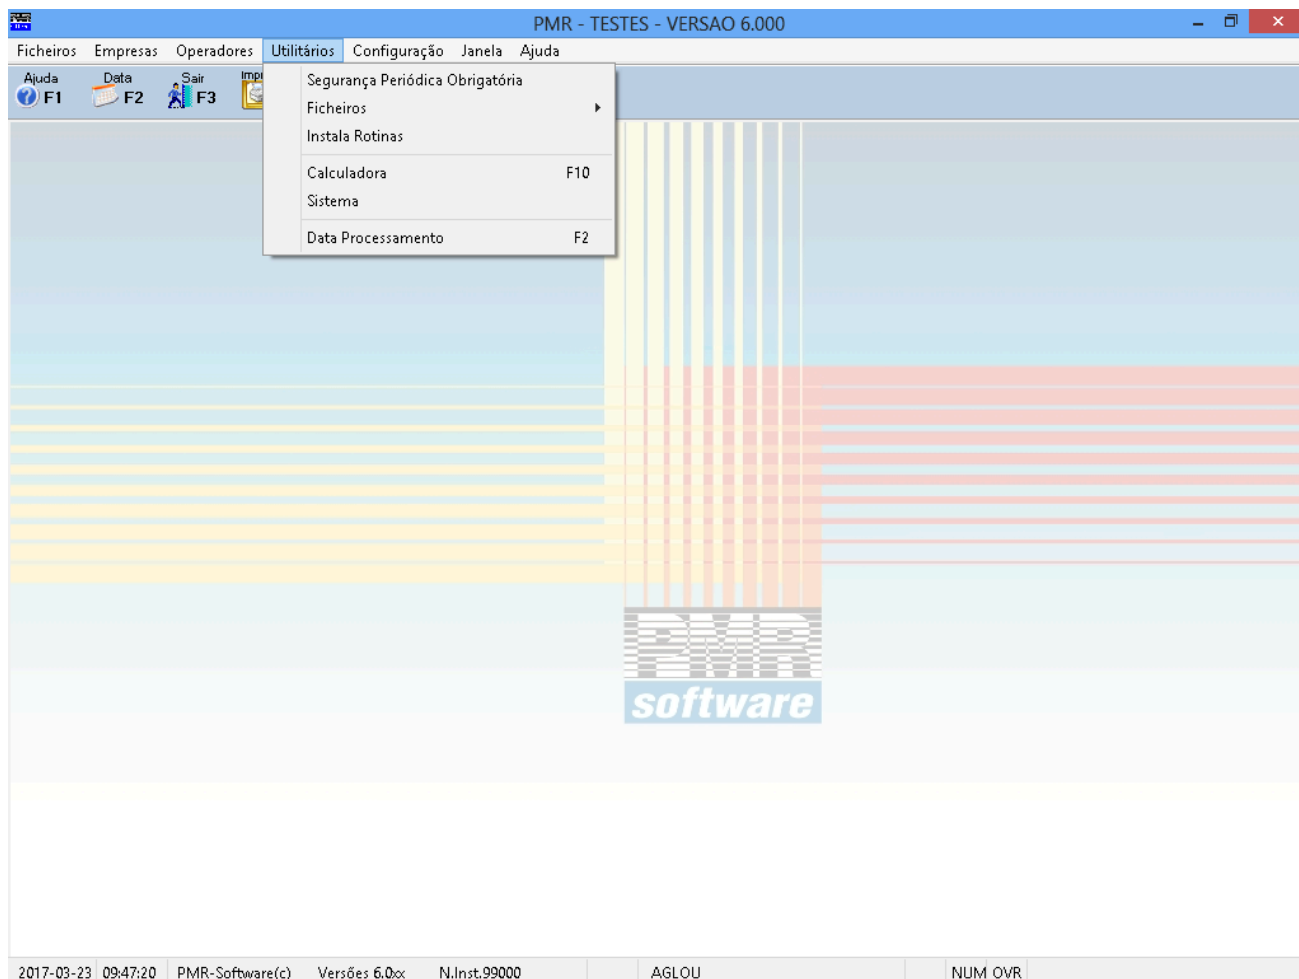 PMR - TESTES - VERSAO 6.000
Ficheiros Empresas Operadores Utilitários Configuração Janela Ajuda
Ajuda Data Sair
F1 F2 F3
Segurança Periódica Obrigatória
Ficheiros
Instala Rotinas
Calculadora F10
Sistema
Data Processamento F2
PMR
software
2017-03-23 09:47:20 PMR-Software(c) Versões 6.0xx N.Inst.99000 AGLOU NUM OVR